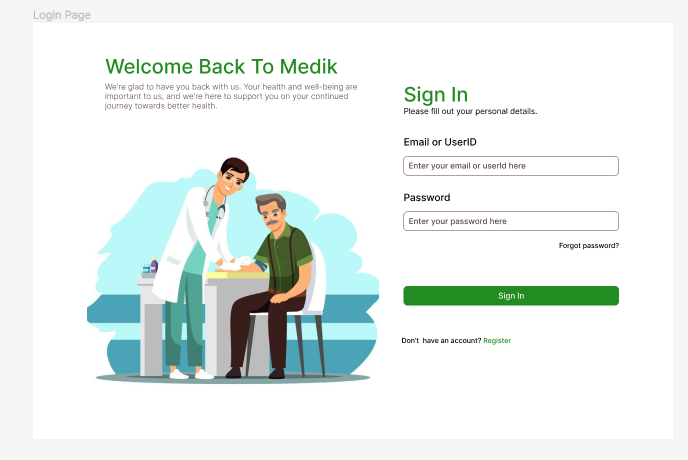 Login Page
Welcome Back To Medik
We're glad to have you back with us. Your health and well-being are
important to us, and we're here to support you on your continued
journey towards better health.
Sign In
Please fill out your personal details.
Email or UserID
Enter your email or userId here
Password
Enter your password here
Forgot password?
Sign In
Don't have an account? Register